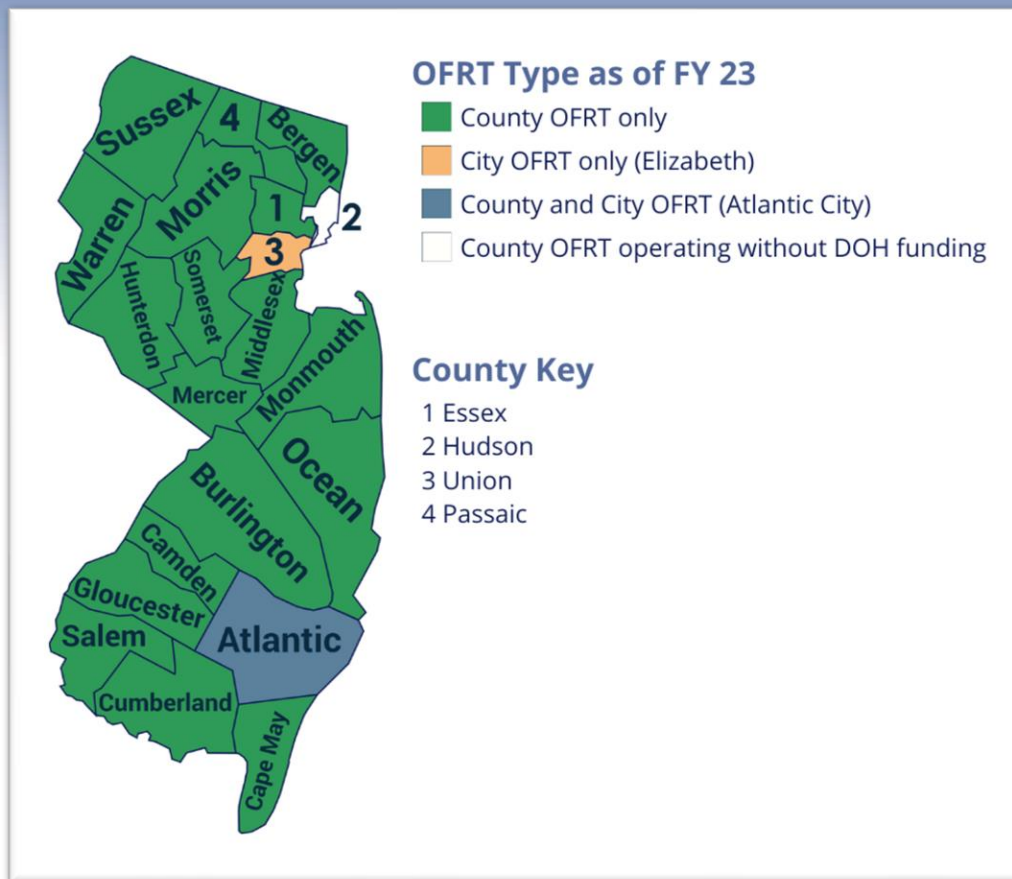 OFRT Type as of FY 23
County OFRT only
City OFRT only (Elizabeth)
County and City OFRT (Atlantic City)
County OFRT operating without DOH funding
County Key
1 Essex
2 Hudson
3 Union
4 Passaic
Sussex
4
Bergen
Morris
1
2
Warren
3
Hunterdon
Somerset
Middlesex
Monmouth
Mercer
Ocean
Burlington
Camden
Gloucester
Salem
Atlantic
Cumberland
Cape May